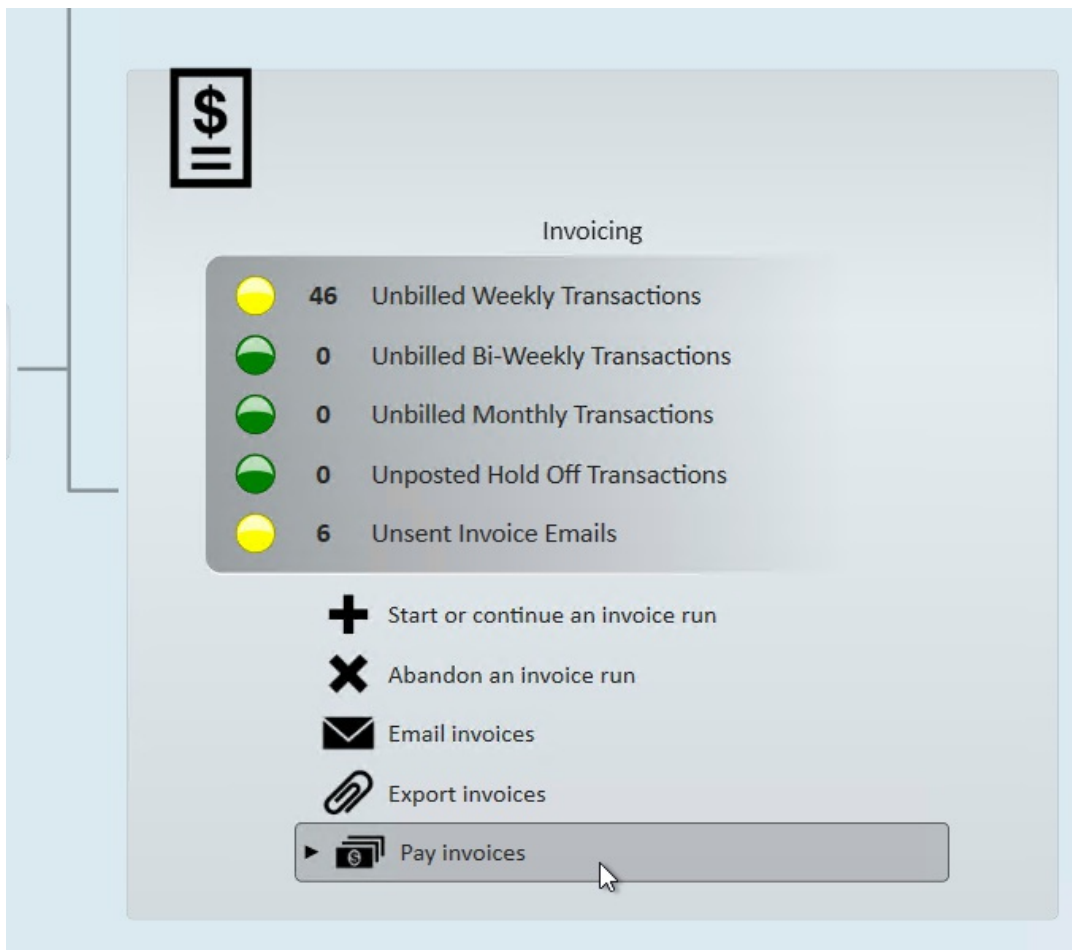 $
Invoicing
46 Unbilled Weekly Transactions
0 Unbilled Bi-Weekly Transactions
0 Unbilled Monthly Transactions
0 Unposted Hold Off Transactions
6 Unsent Invoice Emails
Start or continue an invoice run
Abandon an invoice run
Email invoices
Export invoices
$ Pay invoices